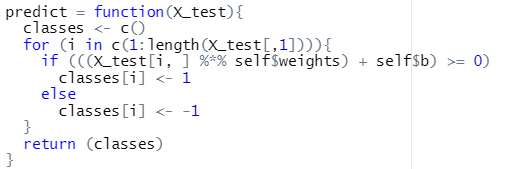 predict = function(X_test){
  classes <- c()
  for (i in c(1:length(X_test[,1]))){
    if (((X_test[i, ] %*% self$weights) + self$b) >= 0)
      classes[i] <- 1
    else
      classes[i] <- -1
  }
  return (classes)
}